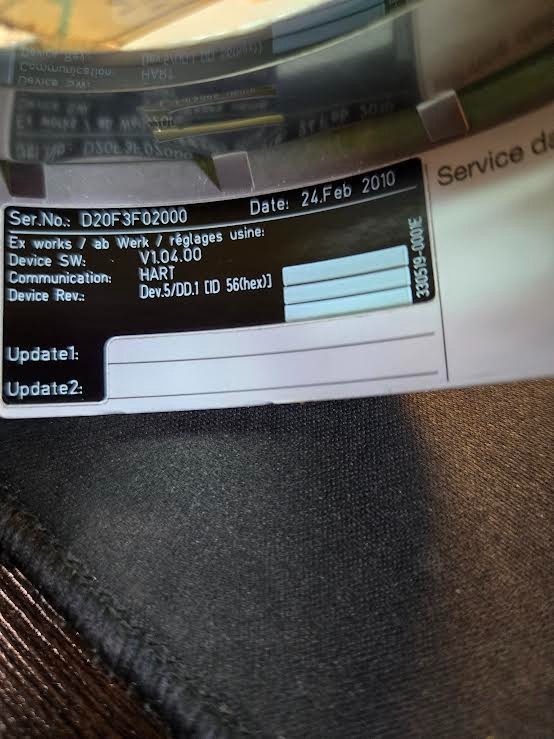 Service da
Ser.No.: D20F3F02000 Date: 24.Feb 2010
Ex works / ab Werk / réglages usine:
Device SW: V1.04.00
Communication: HART
Device Rev.: Dev.5/DD.1 [ID 56(hex)]
330519-0001E
Update1:
Update2: